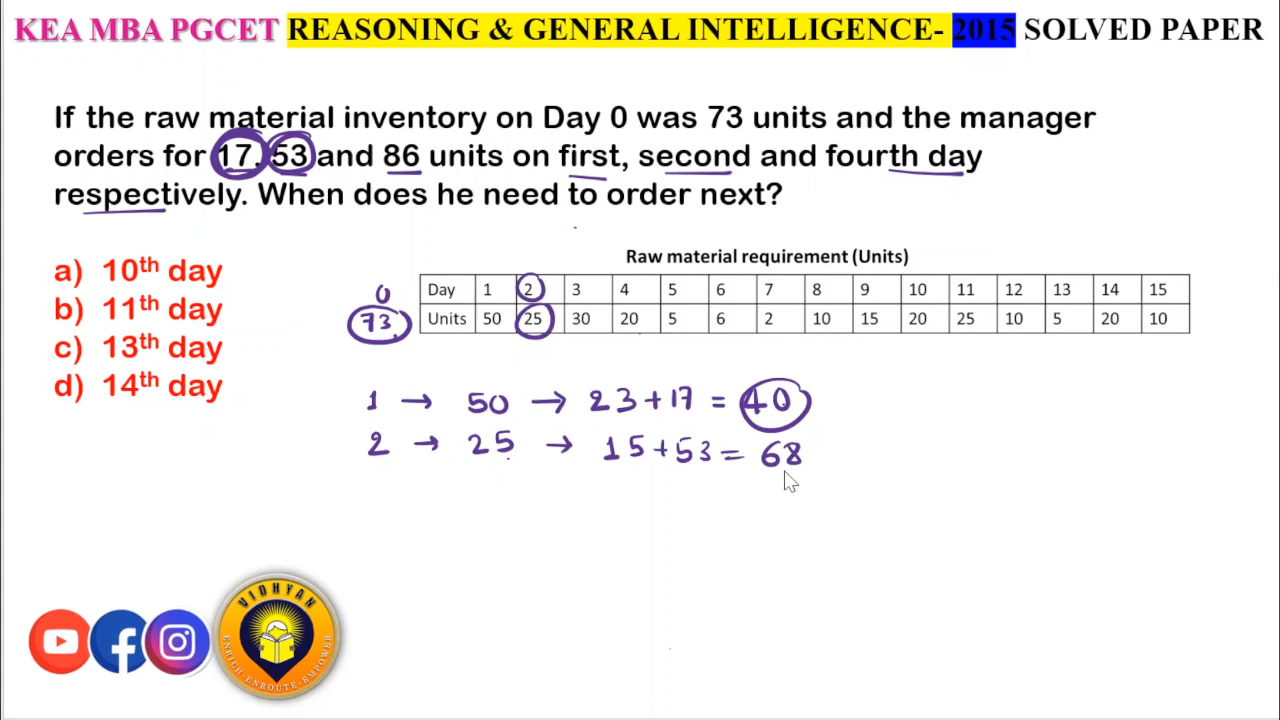 KEA MBA PGCET REASONING & GENERAL INTELLIGENCE- 2015 SOLVED PAPER
If the raw material inventory on Day 0 was 73 units and the manager
orders for 17, 53 and 86 units on first, second and fourth day
respectively. When does he need to order next?
a) 10th day
b) 11th day
c) 13th day
d) 14th day
Raw material requirement (Units)
0 Day 1 2 3 4 5 6 7 8 9 10 11 12 13 14 15
73 Units 50 25 30 20 5 6 2 10 15 20 25 10 5 20 10
1 → 50 → 23+17 = 40
2 → 25 → 15+53 = 68
VIDHYAN
ENRICH-ENROUTE-EMPOWER